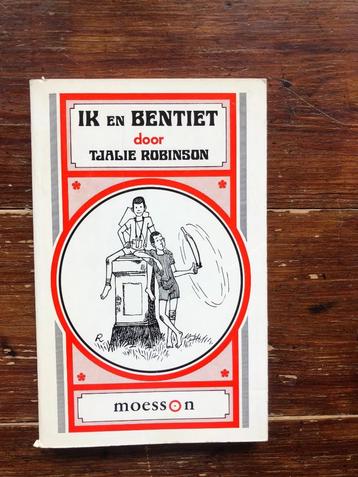 IK EN BENTIET
door
TJALIE ROBINSON
R
moesson